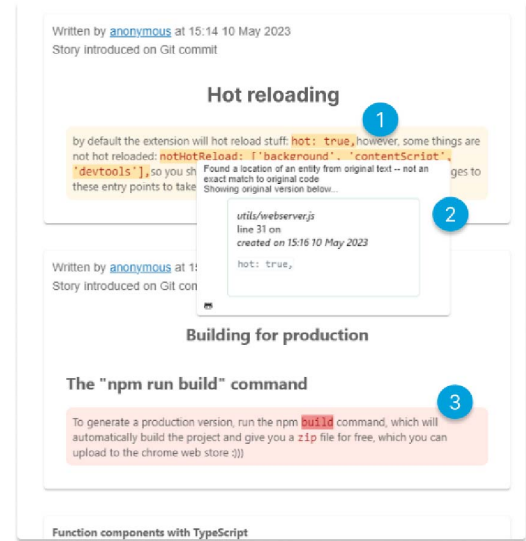 Written by anonymous at 15:14 10 May 2023
Story introduced on Git commit
Hot reloading
1
by default the extension will hot reload stuff: hot: true, however, some things are
not hot reloaded: notHotReload: ['background', 'contentScript',
'devtools'], so you sh
ges to
these entry points to take
Found a location of an entity from original text -- not an
exact match to original code
Showing original version below...
2
utils/webserver.js
line 31 on
created on 15:16 10 May 2023
hot: true,
Written by anonymous at 1
Story introduced on Git con
Building for production
The "npm run build" command
3
To generate a production version, run the npm build command, which will
automatically build the project and give you a zip file for free, which you can
upload to the chrome web store :)))
Function components with TypeScript